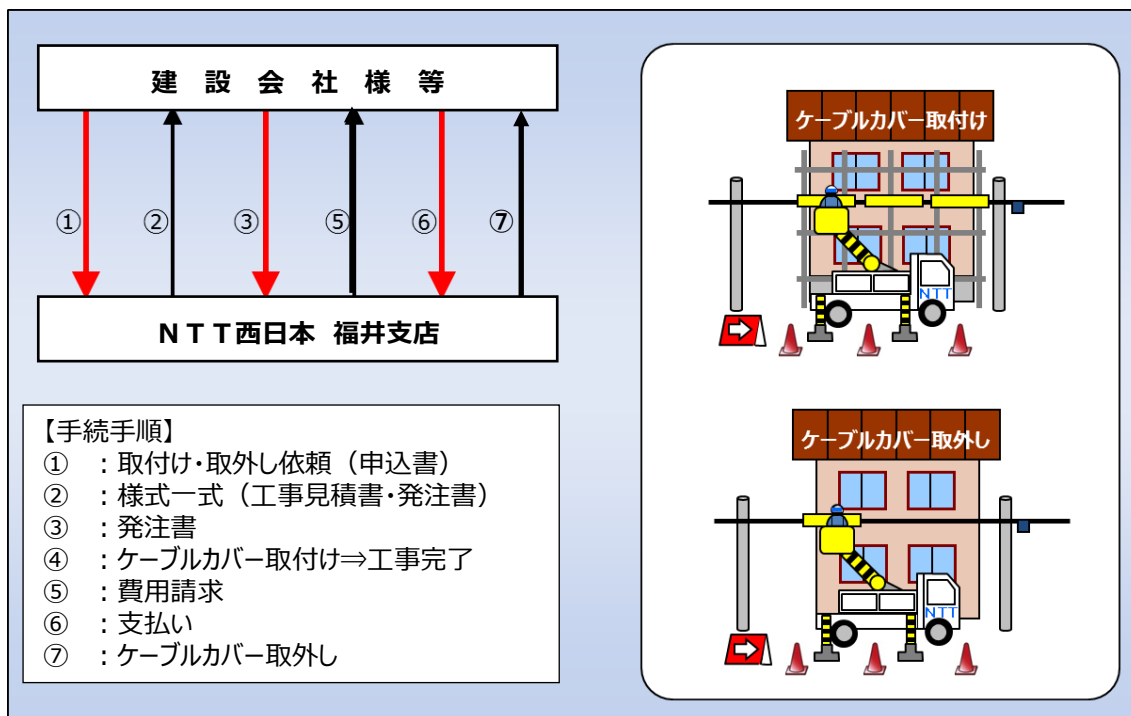 建設会社様等
①
②
③
⑤
⑥
⑦
NTT西日本 福井支店
【手続手順】
① :取付け・取外し依頼(申込書)
② :様式一式(工事見積書・発注書)
③ :発注書
④ :ケーブルカバー取付け⇒工事完了
⑤ :費用請求
⑥ :支払い
⑦ :ケーブルカバー取外し
ケーブルカバー取付け
NTT
ケーブルカバー取外し
NTT